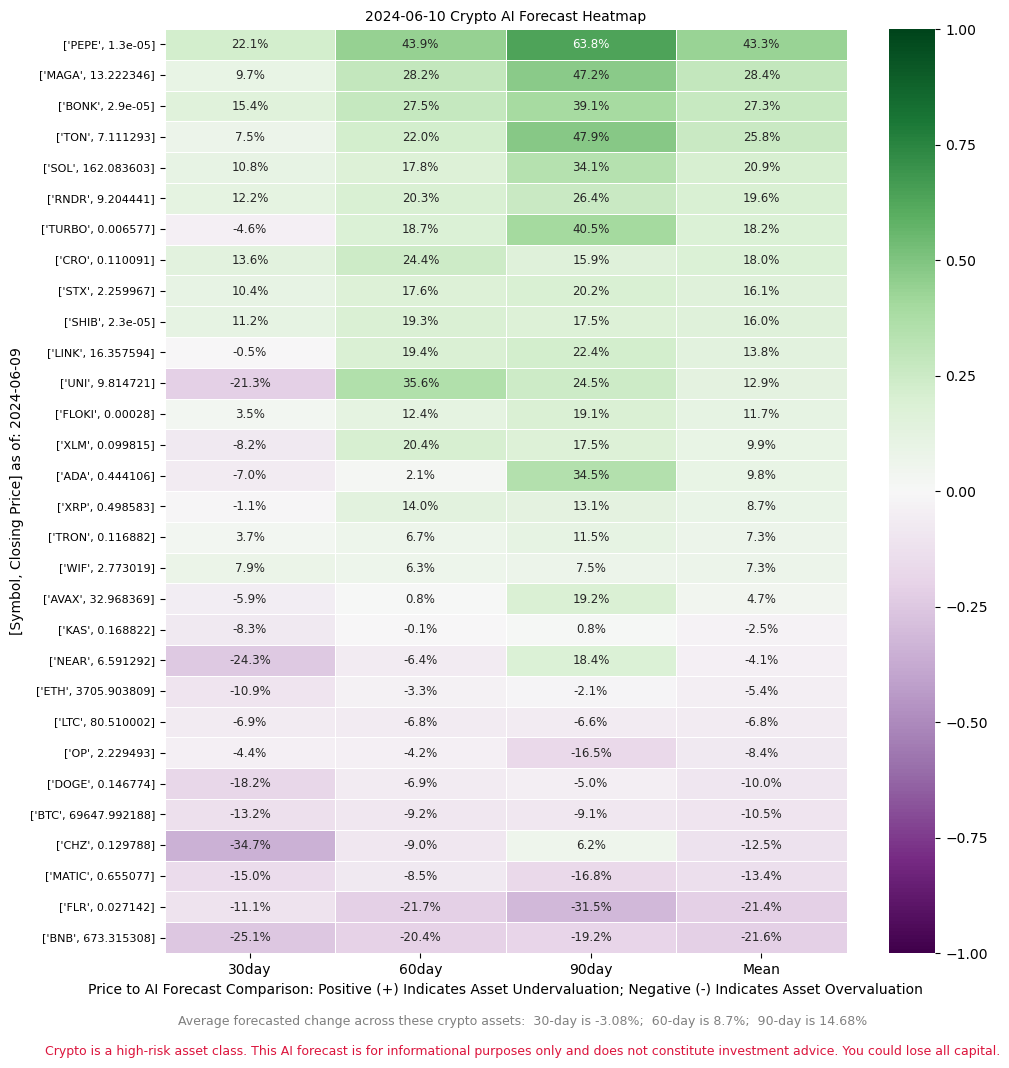 2024-06-10 Crypto AI Forecast Heatmap
['PEPE', 1.3e-05] 22.1% 43.9% 63.8% 43.3%
['MAGA', 13.222346] 9.7% 28.2% 47.2% 28.4%
['BONK', 2.9e-05] 15.4% 27.5% 39.1% 27.3%
['TON', 7.111293] 7.5% 22.0% 47.9% 25.8%
['SOL', 162.083603] 10.8% 17.8% 34.1% 20.9%
['RNDR', 9.204441] 12.2% 20.3% 26.4% 19.6%
['TURBO', 0.006577] -4.6% 18.7% 40.5% 18.2%
['CRO', 0.110091] 13.6% 24.4% 15.9% 18.0%
['STX', 2.259967] 10.4% 17.6% 20.2% 16.1%
['SHIB', 2.3e-05] 11.2% 19.3% 17.5% 16.0%
['LINK', 16.357594] -0.5% 19.4% 22.4% 13.8%
['UNI', 9.814721] -21.3% 35.6% 24.5% 12.9%
['FLOKI', 0.00028] 3.5% 12.4% 19.1% 11.7%
['XLM', 0.099815] -8.2% 20.4% 17.5% 9.9%
['ADA', 0.444106] -7.0% 2.1% 34.5% 9.8%
['XRP', 0.498583] -1.1% 14.0% 13.1% 8.7%
['TRON', 0.116882] 3.7% 6.7% 11.5% 7.3%
['WIF', 2.773019] 7.9% 6.3% 7.5% 7.3%
['AVAX', 32.968369] -5.9% 0.8% 19.2% 4.7%
['KAS', 0.168822] -8.3% -0.1% 0.8% -2.5%
['NEAR', 6.591292] -24.3% -6.4% 18.4% -4.1%
['ETH', 3705.903809] -10.9% -3.3% -2.1% -5.4%
['LTC', 80.510002] -6.9% -6.8% -6.6% -6.8%
['OP', 2.229493] -4.4% -4.2% -16.5% -8.4%
['DOGE', 0.146774] -18.2% -6.9% -5.0% -10.0%
['BTC', 69647.992188] -13.2% -9.2% -9.1% -10.5%
['CHZ', 0.129788] -34.7% -9.0% 6.2% -12.5%
['MATIC', 0.655077] -15.0% -8.5% -16.8% -13.4%
['FLR', 0.027142] -11.1% -21.7% -31.5% -21.4%
['BNB', 673.315308] -25.1% -20.4% -19.2% -21.6%
30day 60day 90day Mean
[Symbol, Closing Price] as of: 2024-06-09
1.00
0.75
0.50
0.25
0.00
−0.25
−0.50
−0.75
−1.00
Price to AI Forecast Comparison: Positive (+) Indicates Asset Undervaluation; Negative (-) Indicates Asset Overvaluation
Average forecasted change across these crypto assets: 30-day is -3.08%; 60-day is 8.7%; 90-day is 14.68%
Crypto is a high-risk asset class. This AI forecast is for informational purposes only and does not constitute investment advice. You could lose all capital.